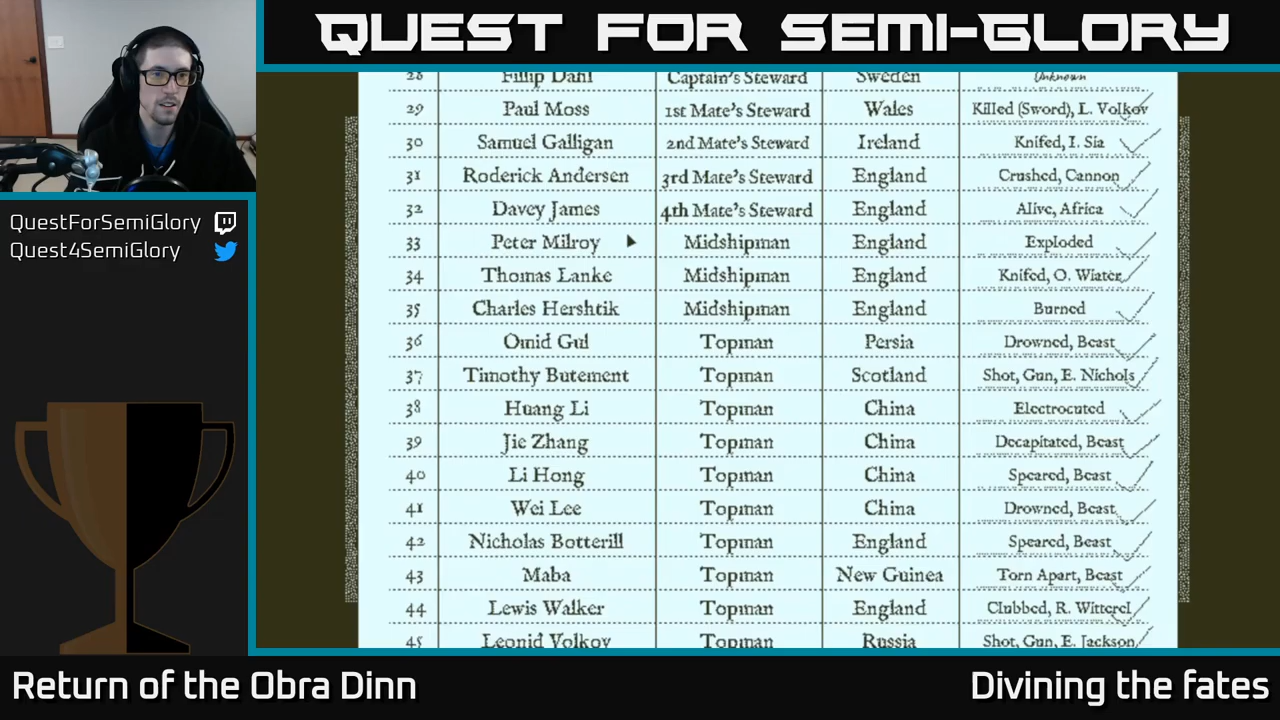 QUEST FOR SEMI-GLORY
QuestForSemiGlory
Quest4SemiGlory
28 Fillip Dahl Captain's Steward Sweden Unknown
29 Paul Moss 1st Mate's Steward Wales Killed (Sword), L. Volkov
30 Samuel Galligan 2nd Mate's Steward Ireland Knifed, I. Sia
31 Roderick Andersen 3rd Mate's Steward England Crushed, Cannon
32 Davey James 4th Mate's Steward England Alive, Africa
33 Peter Milroy Midshipman England Exploded
34 Thomas Lanke Midshipman England Knifed, O. Wiater
35 Charles Hershtik Midshipman England Burned
36 Omid Gul Topman Persia Drowned, Beast
37 Timothy Butement Topman Scotland Shot, Gun, E. Nichols
38 Huang Li Topman China Electrocuted
39 Jie Zhang Topman China Decapitated, Beast
40 Li Hong Topman China Speared, Beast
41 Wei Lee Topman China Drowned, Beast
42 Nicholas Botterill Topman England Speared, Beast
43 Maba Topman New Guinea Torn Apart, Beast
44 Lewis Walker Topman England Clubbed, R. Witterel
45 Leonid Volkov Topman Russia Shot, Gun, E. Jackson
Return of the Obra Dinn
Divining the fates